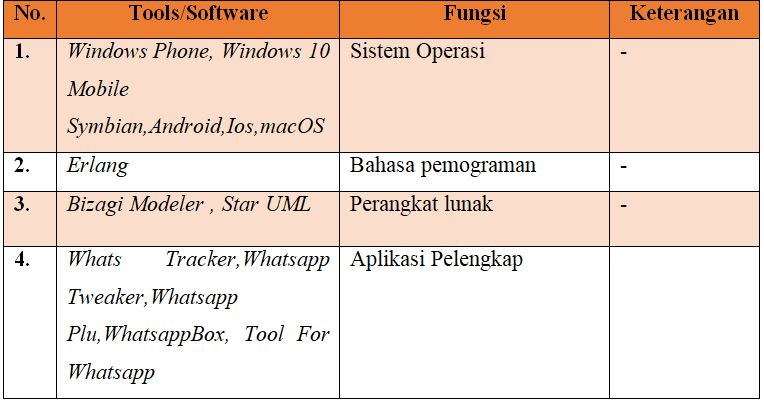 No. Tools/Software Fungsi Keterangan
1. Windows Phone, Windows 10 Sistem Operasi -
Mobile
Symbian,Android,Ios,macOS
2. Erlang Bahasa pemograman -
3. Bizagi Modeler , Star UML Perangkat lunak -
4. Whats Tracker,Whatsapp Aplikasi Pelengkap
Tweaker,Whatsapp
Plu,WhatsappBox, Tool For
Whatsapp